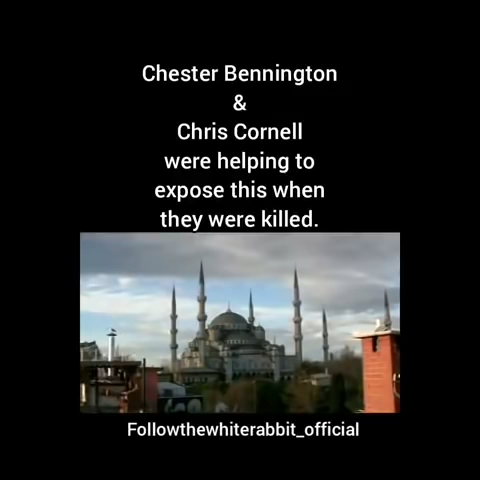 Chester Bennington
&
Chris Cornell
were helping to
expose this when
they were killed.
Followthewhiterabbit_official